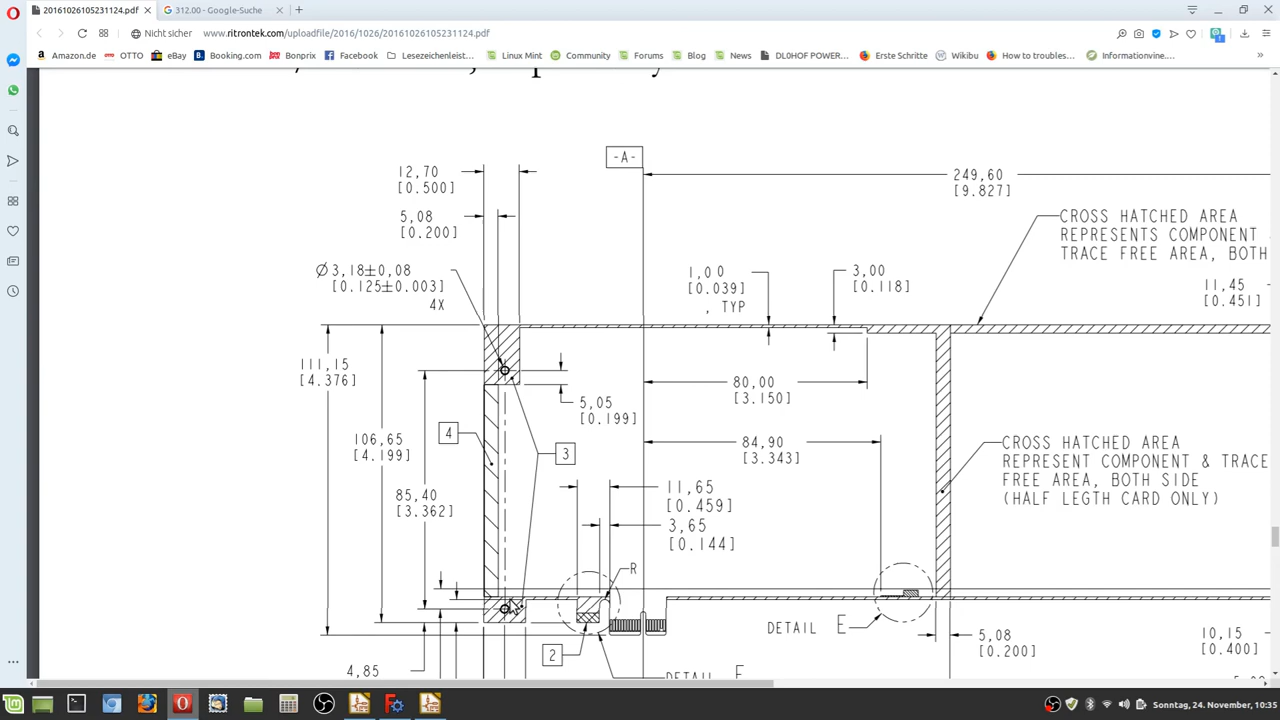 20161026105231124.pdf
312.00 - Google-Suche
Nicht sicher
www.ritrontek.com/uploadfile/2016/1026/20161026105231124.pdf
Amazon.de
OTTO
eBay
Booking.com
Bonprix
Facebook
Lesezeichenleist...
Linux Mint
Community
Forums
Blog
News
DL0HOF POWER...
Erste Schritte
Wikibu
How to troubles...
Informationvine...
-A-
12,70
[0.500]
249,60
[9.827]
5,08
[0.200]
CROSS HATCHED AREA
REPRESENTS COMPONENT
TRACE FREE AREA, BOTH
Ø 3,18±0,08
[0.125±0.003]
4X
1,00
[0.039]
, TYP
3,00
[0.118]
11,45
[0.451]
111,15
[4.376]
80,00
[3.150]
5,05
[0.199]
4
106,65
[4.199]
3
84,90
[3.343]
CROSS HATCHED AREA
REPRESENT COMPONENT & TRACE
FREE AREA, BOTH SIDE
(HALF LEGTH CARD ONLY)
85,40
[3.362]
11,65
[0.459]
3,65
[0.144]
R
DETAIL E
5,08
[0.200]
10,15
[0.400]
2
4,85
Sonntag, 24. November, 10:35